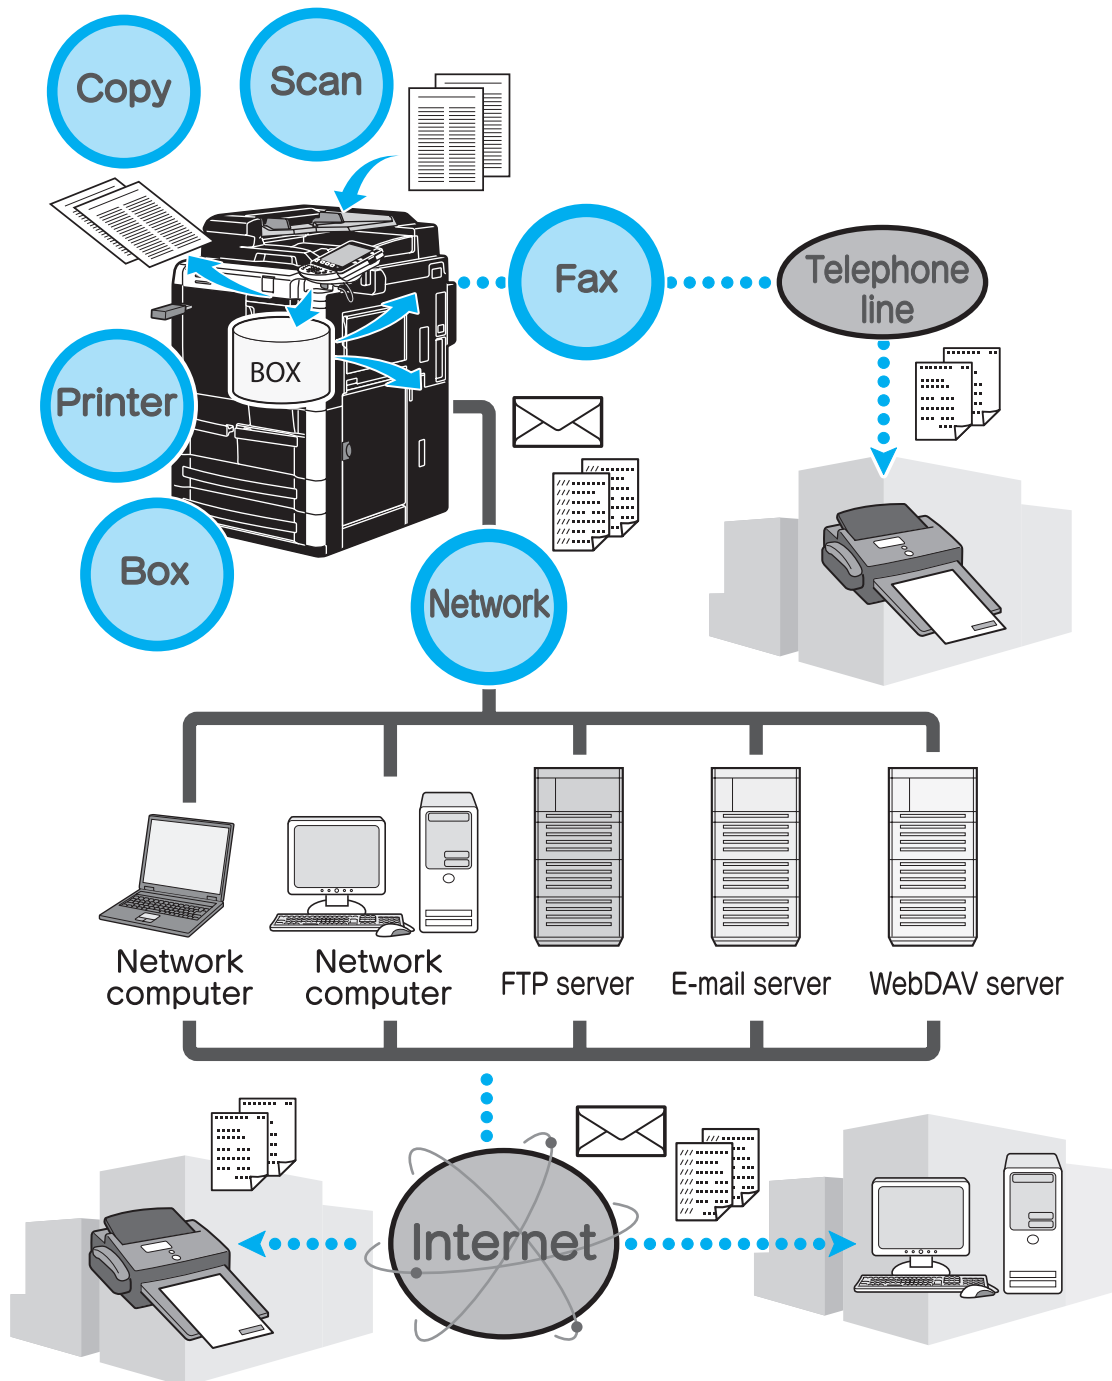 Copy
Scan
Fax
Telephone
line
BOX
Printer
Box
Network
Network
computer
Network
computer
FTP server
E-mail server
WebDAV server
Internet